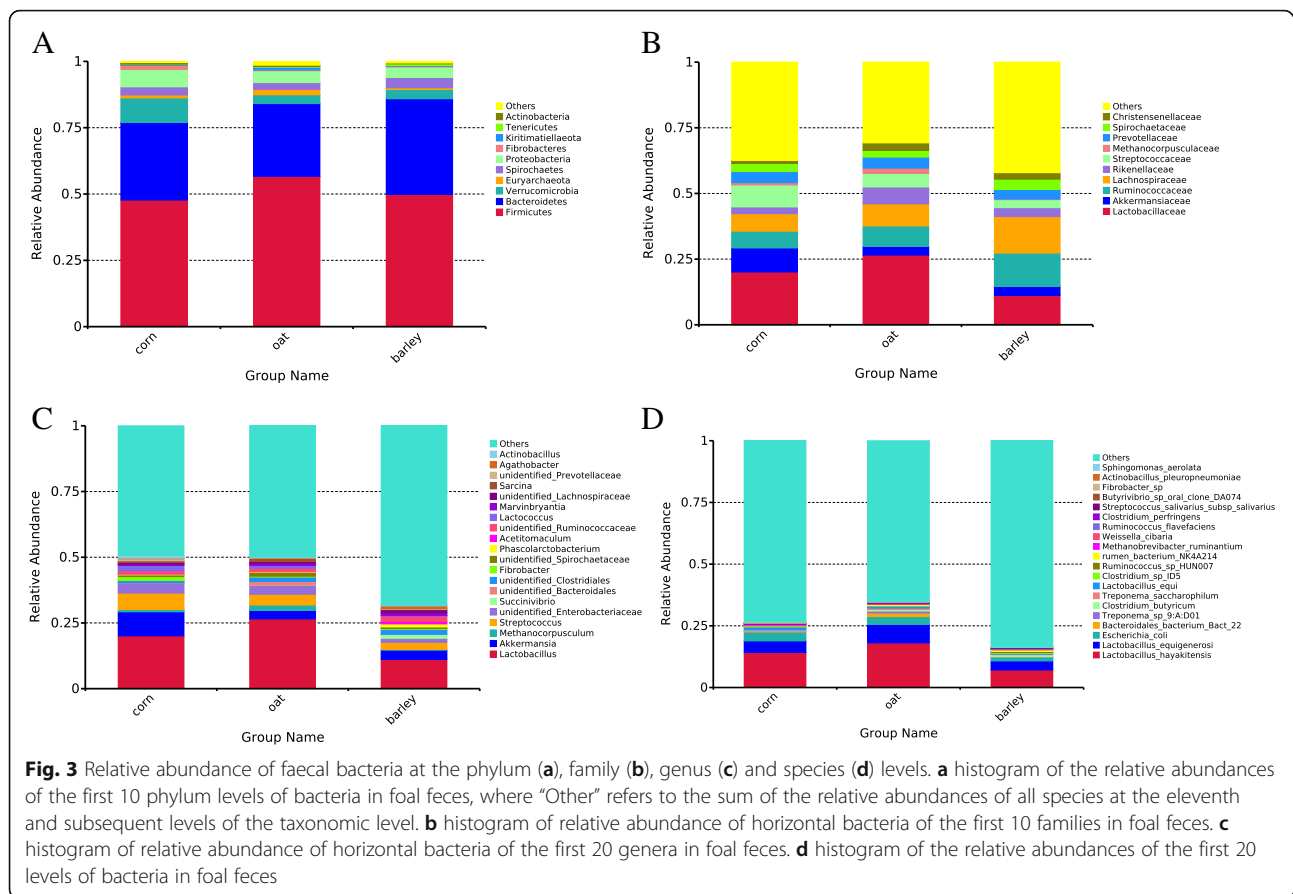 A
1
0.75
0.5
0.25
0
Relative Abundance
corn
oat
barley
Group Name
Others
Actinobacteria
Tenericutes
Kiritimatiellaeota
Fibrobacteres
Proteobacteria
Spirochaetes
Euryarchaeota
Verrucomicrobia
Bacteroidetes
Firmicutes
B
1
0.75
0.5
0.25
0
Relative Abundance
corn
oat
barley
Group Name
Others
Christensenellaceae
Spirochaetaceae
Prevotellaceae
Methanocorpusculaceae
Streptococcaceae
Rikenellaceae
Lachnospiraceae
Ruminococcaceae
Akkermansiaceae
Lactobacillaceae
C
1
0.75
0.5
0.25
0
Relative Abundance
corn
oat
barley
Group Name
Others
Actinobacillus
Agathobacter
unidentified_Prevotellaceae
Sarcina
unidentified_Lachnospiraceae
Marvinbryantia
Lactococcus
unidentified_Ruminococcaceae
Acetitomaculum
Phascolarctobacterium
unidentified_Spirochaetaceae
Fibrobacter
unidentified_Clostridiales
unidentified_Bacteroidales
Succinivibrio
unidentified_Enterobacteriaceae
Streptococcus
Methanocorpusculum
Akkermansia
Lactobacillus
D
1
0.75
0.5
0.25
0
Relative Abundance
corn
oat
barley
Group Name
Others
Sphingomonas_aerolata
Actinobacillus_pleuropneumoniae
Fibrobacter_sp
Butyrivibrio_sp_oral_clone_DA074
Streptococcus_salivarius_subsp_salivarius
Clostridium_perfringens
Ruminococcus_flavefaciens
Weissella_cibaria
Methanobrevibacter_ruminantium
rumen_bacterium_NK4A214
Ruminococcus_sp_HUN007
Clostridium_sp_ID5
Lactobacillus_equi
Treponema_saccharophilum
Clostridium_butyricum
Treponema_sp_9:A:D01
Bacteroidales_bacterium_Bact_22
Escherichia_coli
Lactobacillus_equigenerosi
Lactobacillus_hayakitensis
Fig. 3 Relative abundance of faecal bacteria at the phylum (a), family (b), genus (c) and species (d) levels. a histogram of the relative abundances
of the first 10 phylum levels of bacteria in foal feces, where “Other” refers to the sum of the relative abundances of all species at the eleventh
and subsequent levels of the taxonomic level. b histogram of relative abundance of horizontal bacteria of the first 10 families in foal feces. c
histogram of relative abundance of horizontal bacteria of the first 20 genera in foal feces. d histogram of the relative abundances of the first 20
levels of bacteria in foal feces